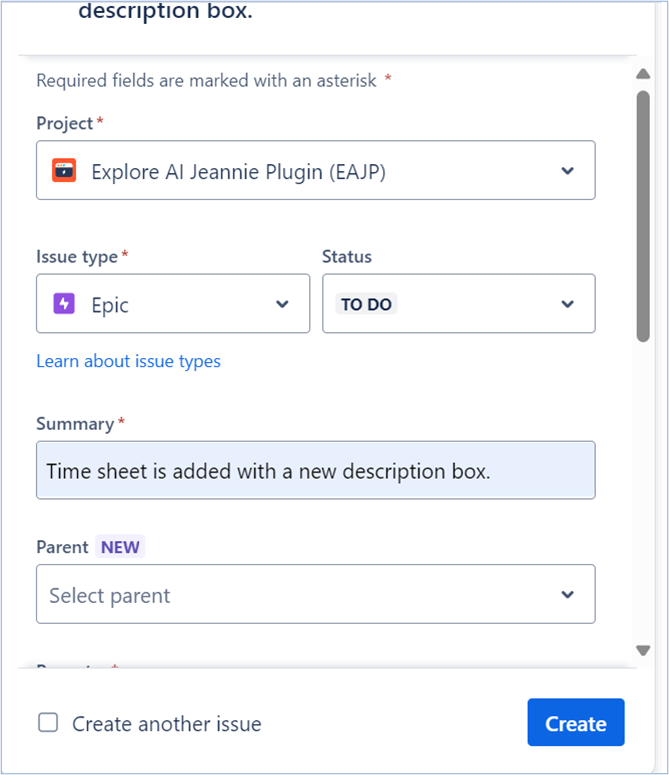 description box.
Required fields are marked with an asterisk *
Project*
Explore AI Jeannie Plugin (EAJP)
Issue type* Status
Epic TO DO
Learn about issue types
Summary*
Time sheet is added with a new description box.
Parent NEW
Select parent
Create another issue Create